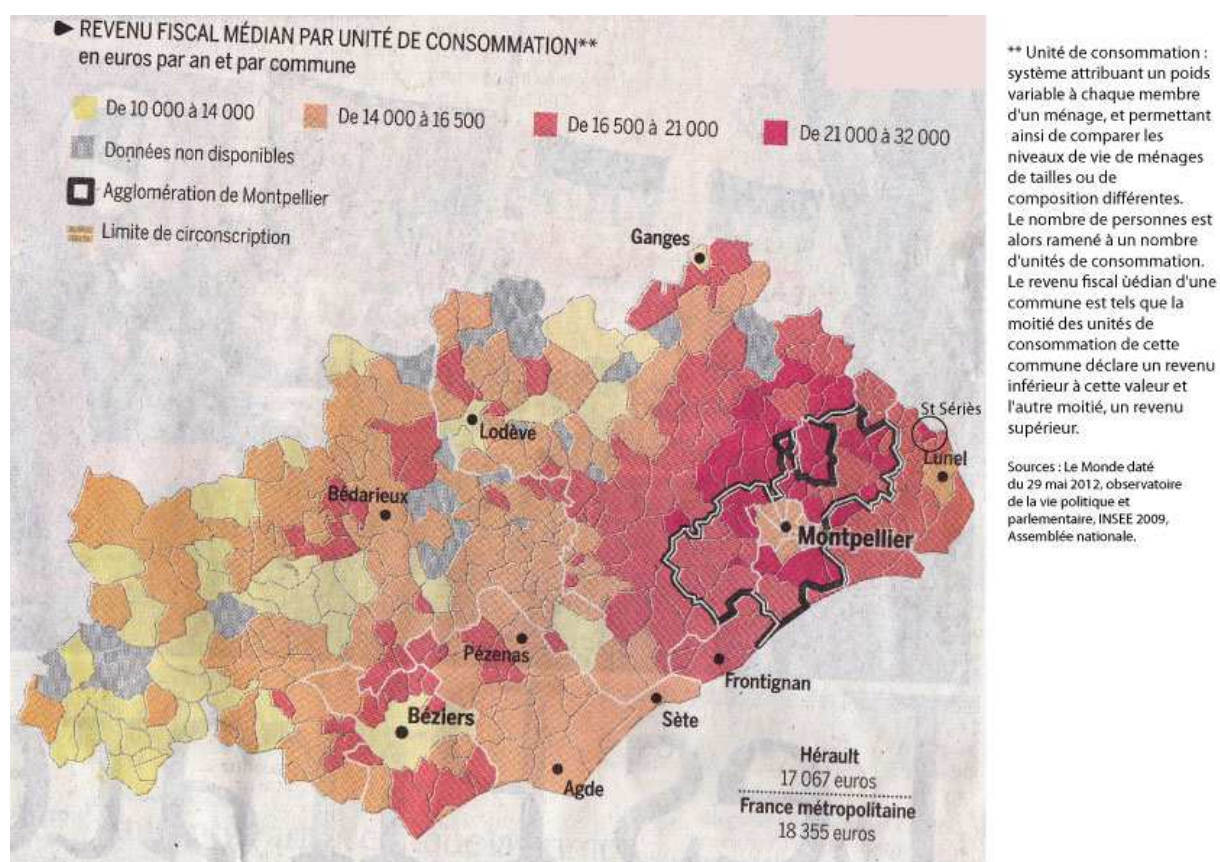 REVENU FISCAL MÉDIAN PAR UNITÉ DE CONSOMMATION**
en euros par an et par commune
De 10 000 à 14 000
De 14 000 à 16 500
De 16 500 à 21 000
De 21 000 à 32 000
Données non disponibles
Agglomération de Montpellier
Limite de circonscription
Ganges
Lodève
St Sériès
Lunel
Bédarieux
Montpellier
Pézenas
Frontignan
Béziers
Sète
Agde
Hérault
17 067 euros
France métropolitaine
18 355 euros
** Unité de consommation :
système attribuant un poids
variable à chaque membre
d'un ménage, et permettant
ainsi de comparer les
niveaux de vie de ménages
de tailles ou de
composition différentes.
Le nombre de personnes est
alors ramené à un nombre
d'unités de consommation.
Le revenu fiscal ùédian d'une
commune est tels que la
moitié des unités de
consommation de cette
commune déclare un revenu
inférieur à cette valeur et
l'autre moitié, un revenu
supérieur.
Sources : Le Monde daté
du 29 mai 2012, observatoire
de la vie politique et
parlementaire, INSEE 2009,
Assemblée nationale.